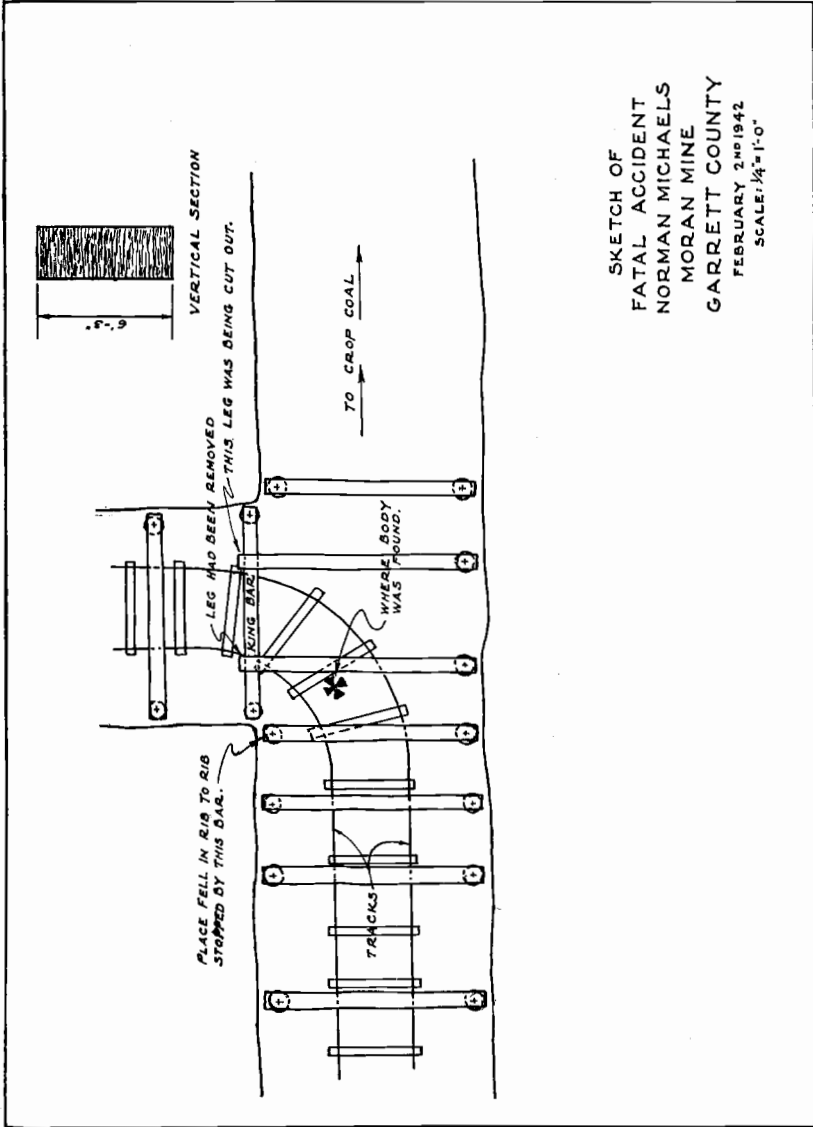 VERTICAL SECTION
6'-3"
LEG HAD BEEN REMOVED
THIS LEG WAS BEING CUT OUT.
PLACE FELL IN RIB TO RIB
STOPPED BY THIS BAR.
KING BAR
WHERE BODY
WAS FOUND.
TO CROP COAL
TRACKS
SKETCH OF
FATAL ACCIDENT
NORMAN MICHAELS
MORAN MINE
GARRETT COUNTY
FEBRUARY 2ND 1942
SCALE: 1/4"=1'-0"